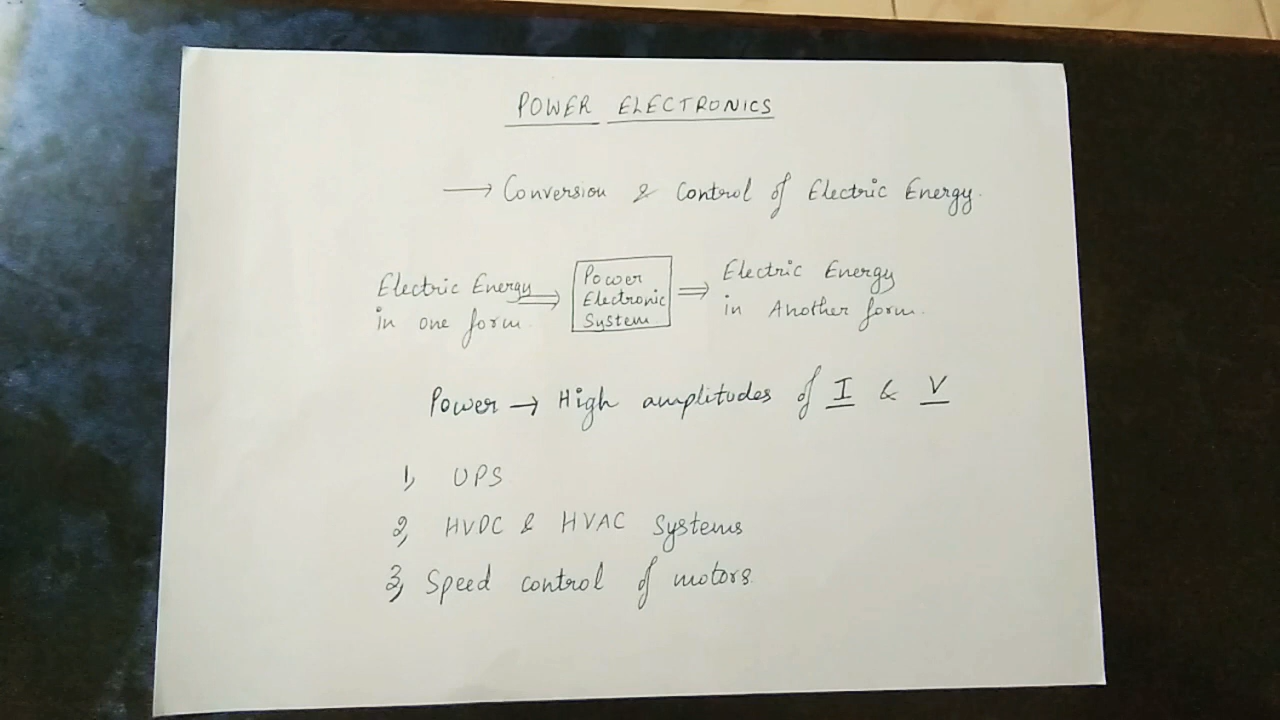 POWER ELECTRONICS
→ Conversion & Control of Electric Energy.
Electric Energy
in one form.
⇒
Power
Electronic
System
⇒
Electric Energy
in Another form.
Power → High amplitudes of I & V
1, UPS
2, HVDC & HVAC Systems
3, Speed control of motors.